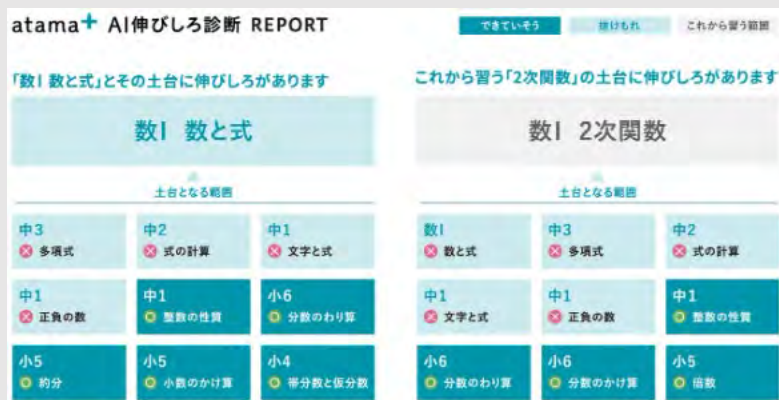 atama+ AI伸びしろ診断 REPORT
できていそう 抜けもれ これから習う範囲
「数I 数と式」とその土台に伸びしろがあります
数I 数と式
土台となる範囲
中3 中2 中1
多項式 式の計算 文字と式
中1 中1 小6
正負の数 整数の性質 分数のわり算
小5 小5 小4
約分 小数のかけ算 帯分数と仮分数
これから習う「2次関数」の土台に伸びしろがあります
数I 2次関数
土台となる範囲
数I 中3 中2
数と式 多項式 式の計算
中1 中1 中1
文字と式 正負の数 整数の性質
小6 小6 小5
分数のわり算 分数のかけ算 倍数